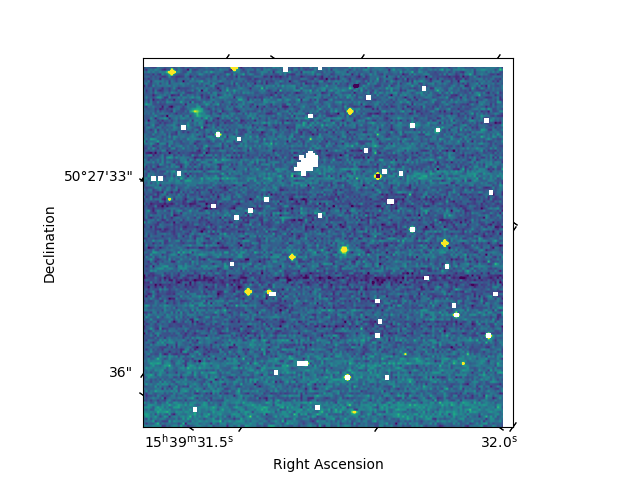 50°27'33"
Declination
36"
15ʰ39ᵐ31.5ˢ
32.0ˢ
Right Ascension